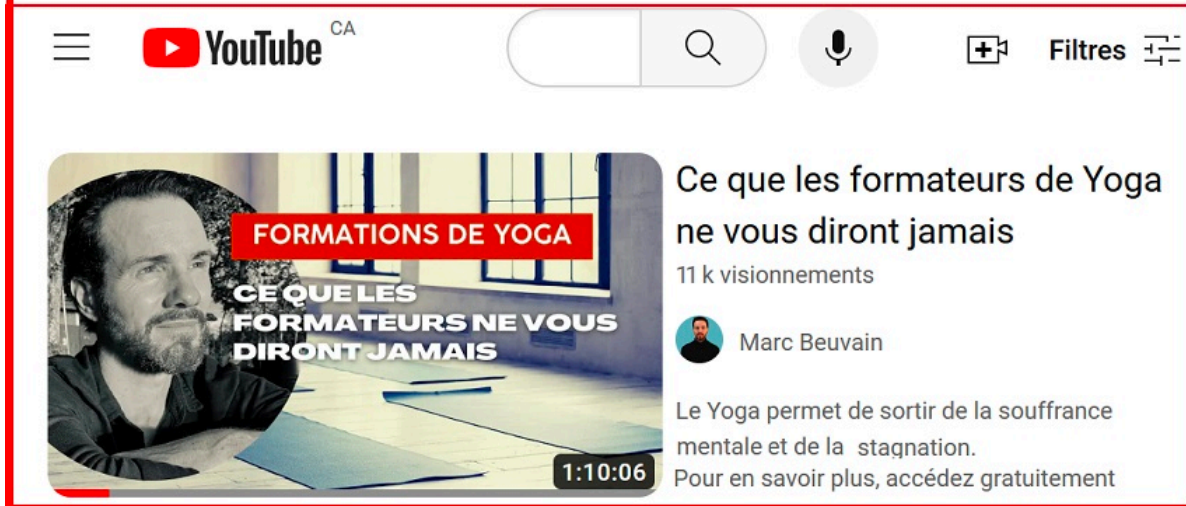 YouTube CA
Filtres
FORMATIONS DE YOGA
CE QUE LES
FORMATEURS NE VOUS
DIRONT JAMAIS
1:10:06
Ce que les formateurs de Yoga
ne vous diront jamais
11 k visionnements
Marc Beuvain
Le Yoga permet de sortir de la souffrance
mentale et de la stagnation.
Pour en savoir plus, accédez gratuitement